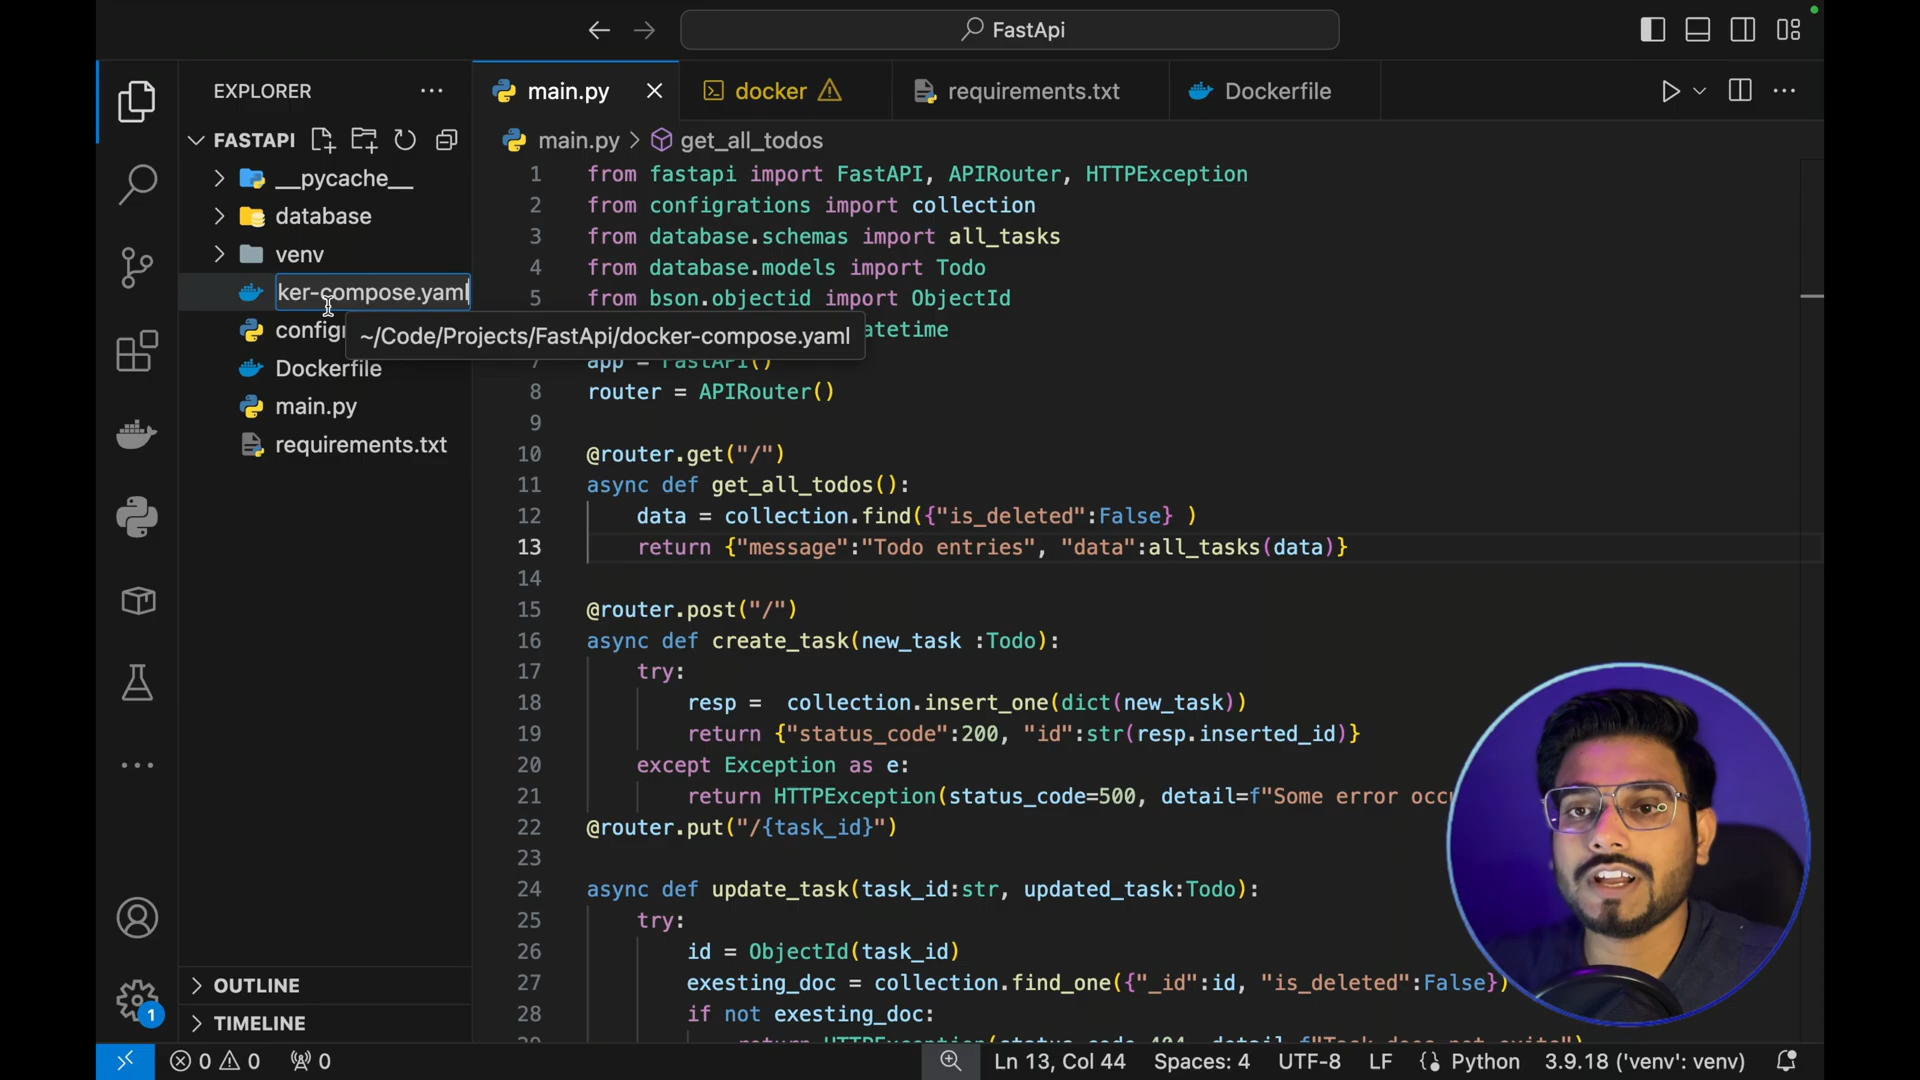 FastApi
EXPLORER
main.py
docker
requirements.txt
Dockerfile
FASTAPI
main.py > get_all_todos
__pycache__
database
venv
ker-compose.yaml
~/Code/Projects/FastApi/docker-compose.yaml
Dockerfile
main.py
requirements.txt
1 from fastapi import FastAPI, APIRouter, HTTPException
2 from configrations import collection
3 from database.schemas import all_tasks
4 from database.models import Todo
5 from bson.objectid import ObjectId
7 app = FastAPI()
8 router = APIRouter()
9
10 @router.get("/")
11 async def get_all_todos():
12 data = collection.find({"is_deleted":False} )
13 return {"message":"Todo entries", "data":all_tasks(data)}
14
15 @router.post("/")
16 async def create_task(new_task :Todo):
17 try:
18 resp =  collection.insert_one(dict(new_task))
19 return {"status_code":200, "id":str(resp.inserted_id)}
20 except Exception as e:
21 return HTTPException(status_code=500, detail=f"Some error occ
22 @router.put("/{task_id}")
23
24 async def update_task(task_id:str, updated_task:Todo):
25 try:
26 id = ObjectId(task_id)
27 exesting_doc = collection.find_one({"_id":id, "is_deleted":False})
28 if not exesting_doc:
OUTLINE
TIMELINE
1
0 0 0
Ln 13, Col 44 Spaces: 4 UTF-8 LF Python 3.9.18 ('venv': venv)